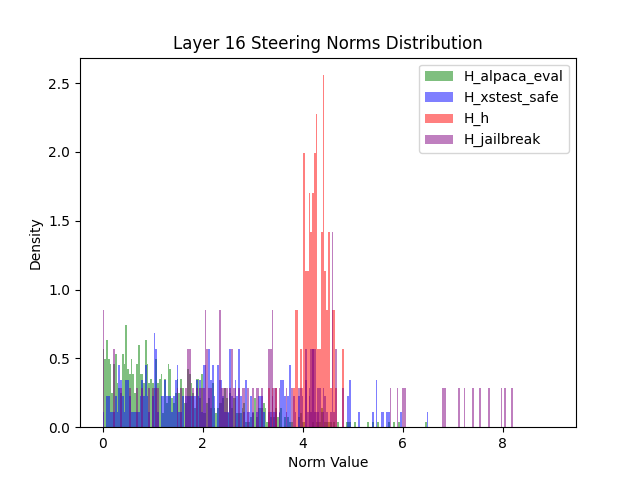 Layer 16 Steering Norms Distribution
H_alpaca_eval
H_xstest_safe
H_h
H_jailbreak
2.5
2.0
1.5
1.0
0.5
0.0
Density
0 2 4 6 8
Norm Value